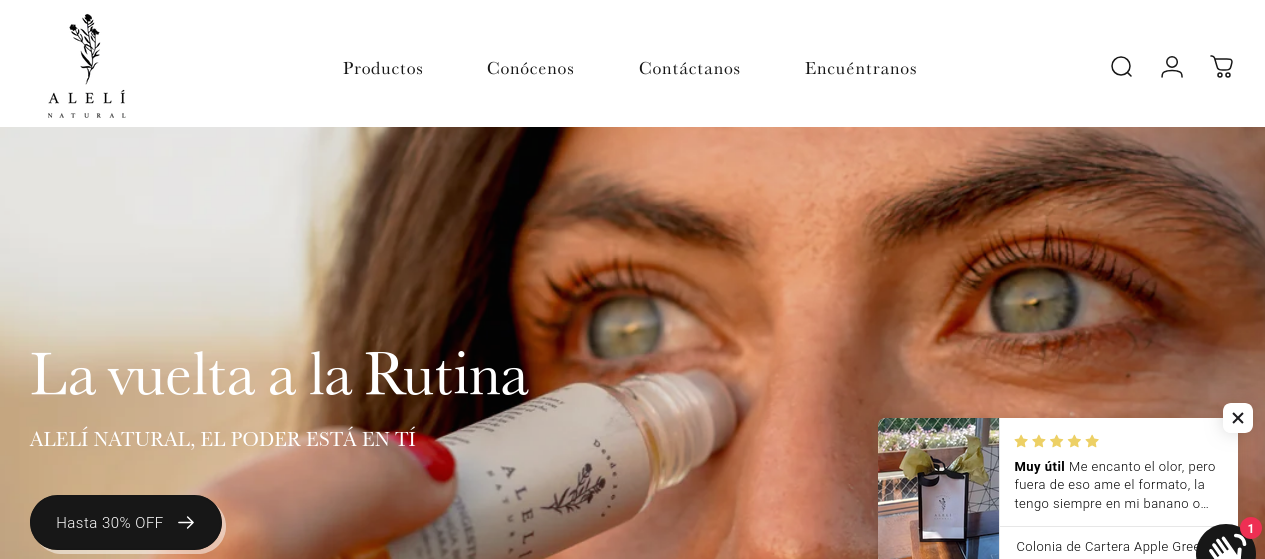 ALELÍ
NATURAL
Productos
Conócenos
Contáctanos
Encuéntranos
La vuelta a la Rutina
ALELÍ NATURAL, EL PODER ESTÁ EN TÍ
Hasta 30% OFF
ALELÍ
Muy útil Me encanto el olor, pero
fuera de eso ame el formato, la
tengo siempre en mi banano o...
Colonia de Cartera Apple Gree
1